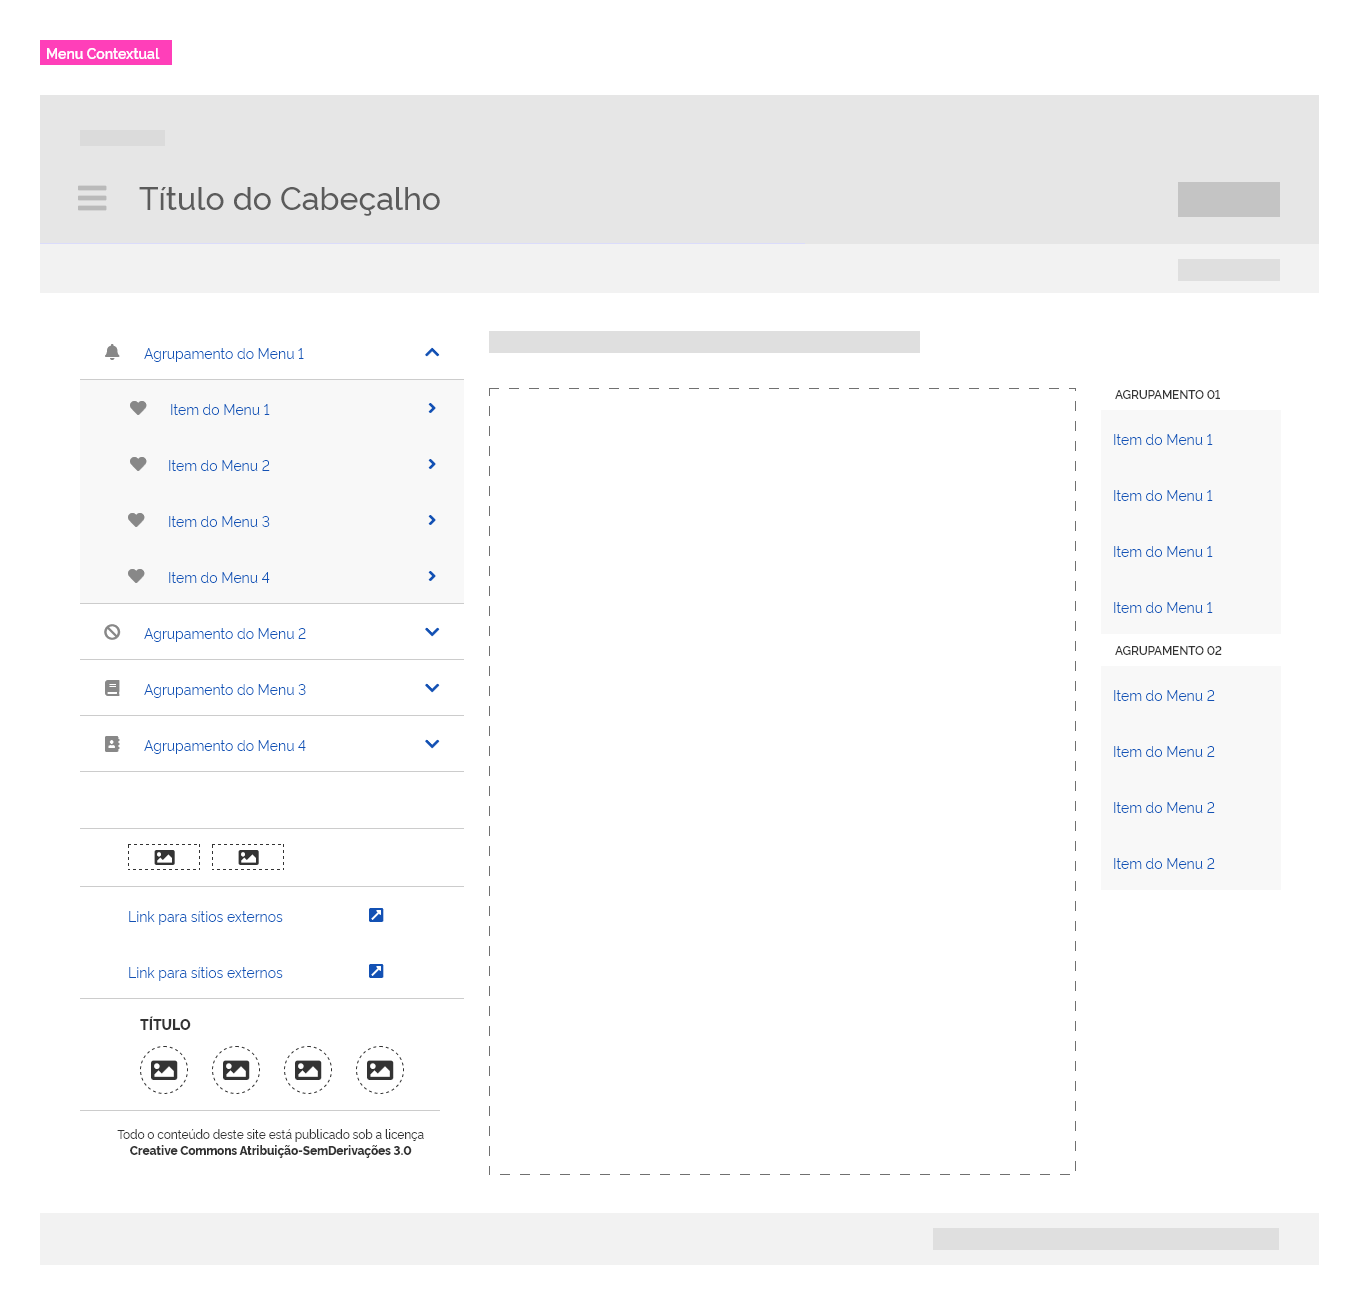 Menu Contextual
Título do Cabeçalho
Agrupamento do Menu 1
Item do Menu 1
Item do Menu 2
Item do Menu 3
Item do Menu 4
Agrupamento do Menu 2
Agrupamento do Menu 3
Agrupamento do Menu 4
Link para sítios externos
Link para sítios externos
TÍTULO
Todo o conteúdo deste site está publicado sob a licença
Creative Commons Atribuição-SemDerivações 3.0
AGRUPAMENTO 01
Item do Menu 1
Item do Menu 1
Item do Menu 1
Item do Menu 1
AGRUPAMENTO 02
Item do Menu 2
Item do Menu 2
Item do Menu 2
Item do Menu 2